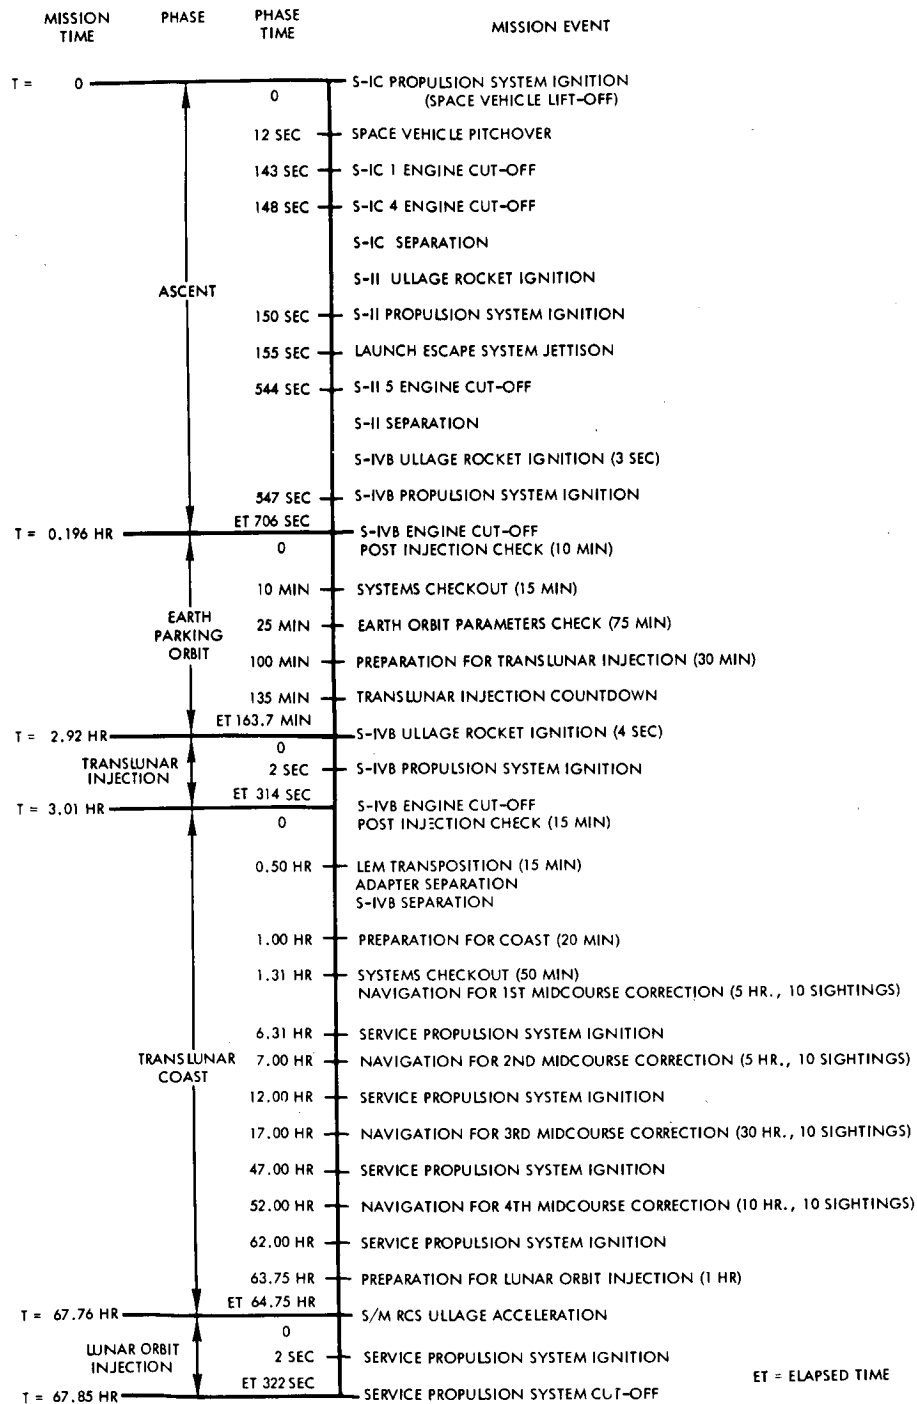 MISSION TIME PHASE PHASE TIME MISSION EVENT
T = 0 0 S-IC PROPULSION SYSTEM IGNITION
(SPACE VEHICLE LIFT-OFF)
12 SEC SPACE VEHICLE PITCHOVER
143 SEC S-IC 1 ENGINE CUT-OFF
148 SEC S-IC 4 ENGINE CUT-OFF
S-IC SEPARATION
S-II ULLAGE ROCKET IGNITION
ASCENT
150 SEC S-II PROPULSION SYSTEM IGNITION
155 SEC LAUNCH ESCAPE SYSTEM JETTISON
544 SEC S-II 5 ENGINE CUT-OFF
S-II SEPARATION
S-IVB ULLAGE ROCKET IGNITION (3 SEC)
547 SEC S-IVB PROPULSION SYSTEM IGNITION
ET 706 SEC
T = 0.196 HR S-IVB ENGINE CUT-OFF
0 POST INJECTION CHECK (10 MIN)
10 MIN SYSTEMS CHECKOUT (15 MIN)
EARTH
PARKING
ORBIT
25 MIN EARTH ORBIT PARAMETERS CHECK (75 MIN)
100 MIN PREPARATION FOR TRANSLUNAR INJECTION (30 MIN)
135 MIN TRANSLUNAR INJECTION COUNTDOWN
ET 163.7 MIN
T = 2.92 HR S-IVB ULLAGE ROCKET IGNITION (4 SEC)
0
TRANSLUNAR
INJECTION
2 SEC S-IVB PROPULSION SYSTEM IGNITION
ET 314 SEC
T = 3.01 HR S-IVB ENGINE CUT-OFF
0 POST INJECTION CHECK (15 MIN)
0.50 HR LEM TRANSPOSITION (15 MIN)
ADAPTER SEPARATION
S-IVB SEPARATION
1.00 HR PREPARATION FOR COAST (20 MIN)
1.31 HR SYSTEMS CHECKOUT (50 MIN)
NAVIGATION FOR 1ST MIDCOURSE CORRECTION (5 HR., 10 SIGHTINGS)
6.31 HR SERVICE PROPULSION SYSTEM IGNITION
TRANSLUNAR
COAST
7.00 HR NAVIGATION FOR 2ND MIDCOURSE CORRECTION (5 HR., 10 SIGHTINGS)
12.00 HR SERVICE PROPULSION SYSTEM IGNITION
17.00 HR NAVIGATION FOR 3RD MIDCOURSE CORRECTION (30 HR., 10 SIGHTINGS)
47.00 HR SERVICE PROPULSION SYSTEM IGNITION
52.00 HR NAVIGATION FOR 4TH MIDCOURSE CORRECTION (10 HR., 10 SIGHTINGS)
62.00 HR SERVICE PROPULSION SYSTEM IGNITION
63.75 HR PREPARATION FOR LUNAR ORBIT INJECTION (1 HR)
ET 64.75 HR
T = 67.76 HR S/M RCS ULLAGE ACCELERATION
0
LUNAR ORBIT
INJECTION
2 SEC SERVICE PROPULSION SYSTEM IGNITION
ET 322 SEC
ET = ELAPSED TIME
T = 67.85 HR SERVICE PROPULSION SYSTEM CUT-OFF